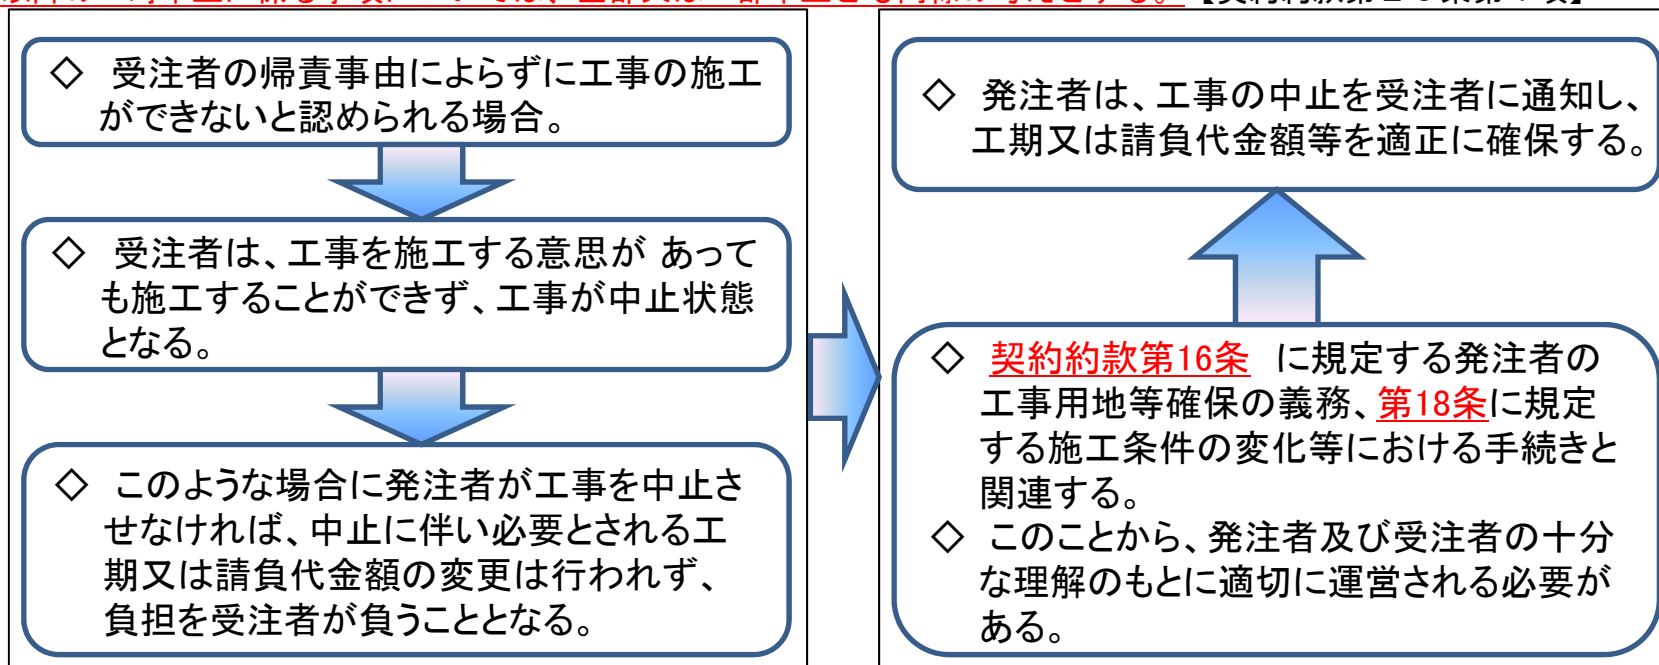 ◇ 受注者の帰責事由によらずに工事の施工
ができないと認められる場合。
◇ 受注者は、工事を施工する意思が あって
も施工することができず、工事が中止状態
となる。
◇ このような場合に発注者が工事を中止さ
せなければ、中止に伴い必要とされる工
期又は請負代金額の変更は行われず、
負担を受注者が負うこととなる。
◇ 発注者は、工事の中止を受注者に通知し、
工期又は請負代金額等を適正に確保する。
◇ 契約約款第16条 に規定する発注者の
工事用地等確保の義務、第18条に規定
する施工条件の変化等における手続きと
関連する。
◇ このことから、発注者及び受注者の十分
な理解のもとに適切に運営される必要が
ある。